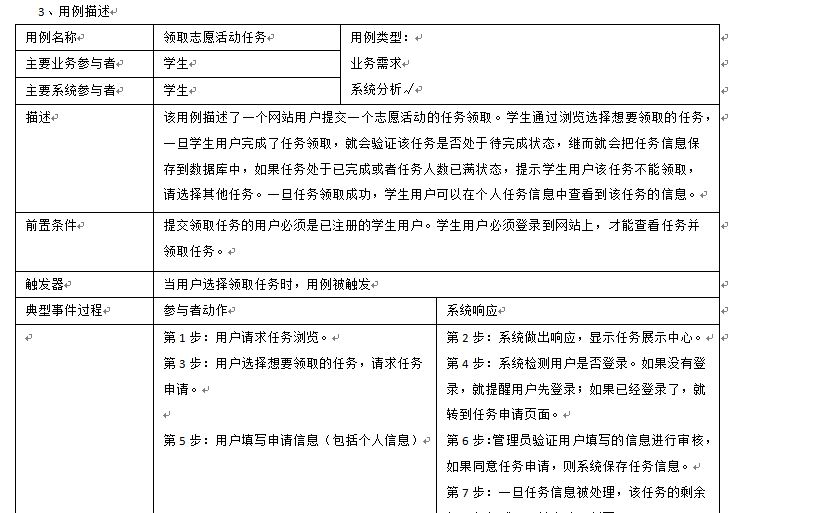 3、用例描述
用例名称
领取志愿活动任务
用例类型：
主要业务参与者
学生
业务需求
主要系统参与者
学生
系统分析√
描述
该用例描述了一个网站用户提交一个志愿活动的任务领取。学生通过浏览选择想要领取的任务，
一旦学生用户完成了任务领取，就会验证该任务是否处于待完成状态，继而就会把任务信息保
存到数据库中，如果任务处于已完成或者任务人数已满状态，提示学生用户该任务不能领取，
请选择其他任务。一旦任务领取成功，学生用户可以在个人任务信息中查看到该任务的信息。
前置条件
提交领取任务的用户必须是已注册的学生用户。学生用户必须登录到网站上，才能查看任务并
领取任务。
触发器
当用户选择领取任务时，用例被触发
典型事件过程
参与者动作
系统响应
第 1 步：用户请求任务浏览。
第 2 步：系统做出响应，显示任务展示中心。
第 3 步：用户选择想要领取的任务，请求任务
申请。
第 4 步：系统检测用户是否登录。如果没有登
录，就提醒用户先登录；如果已经登录了，就
转到任务申请页面。
第 5 步：用户填写申请信息（包括个人信息）
第 6 步:管理员验证用户填写的信息进行审核，
如果同意任务申请，则系统保存任务信息。
第 7 步：一旦任务信息被处理，该任务的剩余